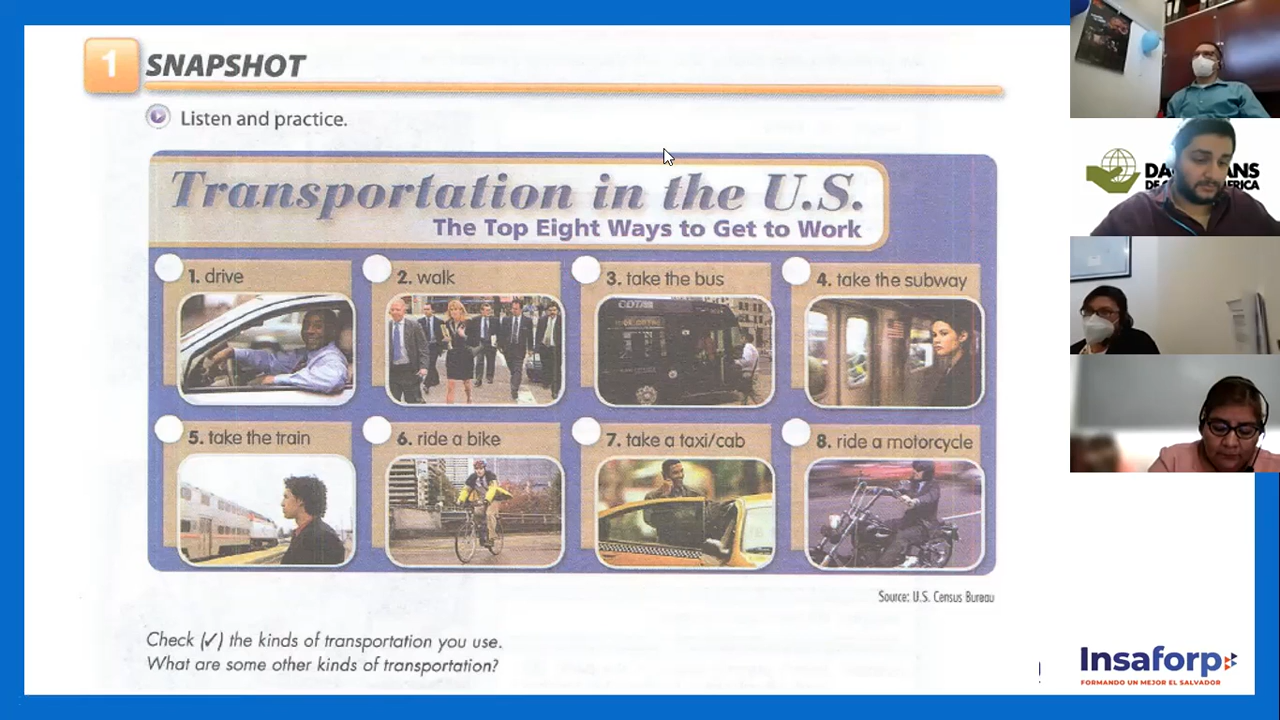 1 SNAPSHOT
Listen and practice.
Transportation in the U.S.
The Top Eight Ways to Get to Work
1. drive
2. walk
3. take the bus
4. take the subway
5. take the train
6. ride a bike
7. take a taxi/cab
8. ride a motorcycle
Source: U.S. Census Bureau
Check (✓) the kinds of transportation you use.
What are some other kinds of transportation?
Insaforp
FORMANDO UN MEJOR EL SALVADOR